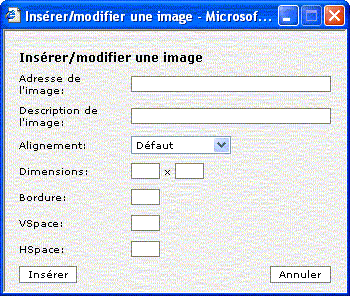 Insérer/modifier une image - Microsof...
Insérer/modifier une image
Adresse de
l'image:
Description de
l'image:
Alignement:
Défaut
Dimensions:
x
Bordure:
VSpace:
HSpace:
Insérer
Annuler